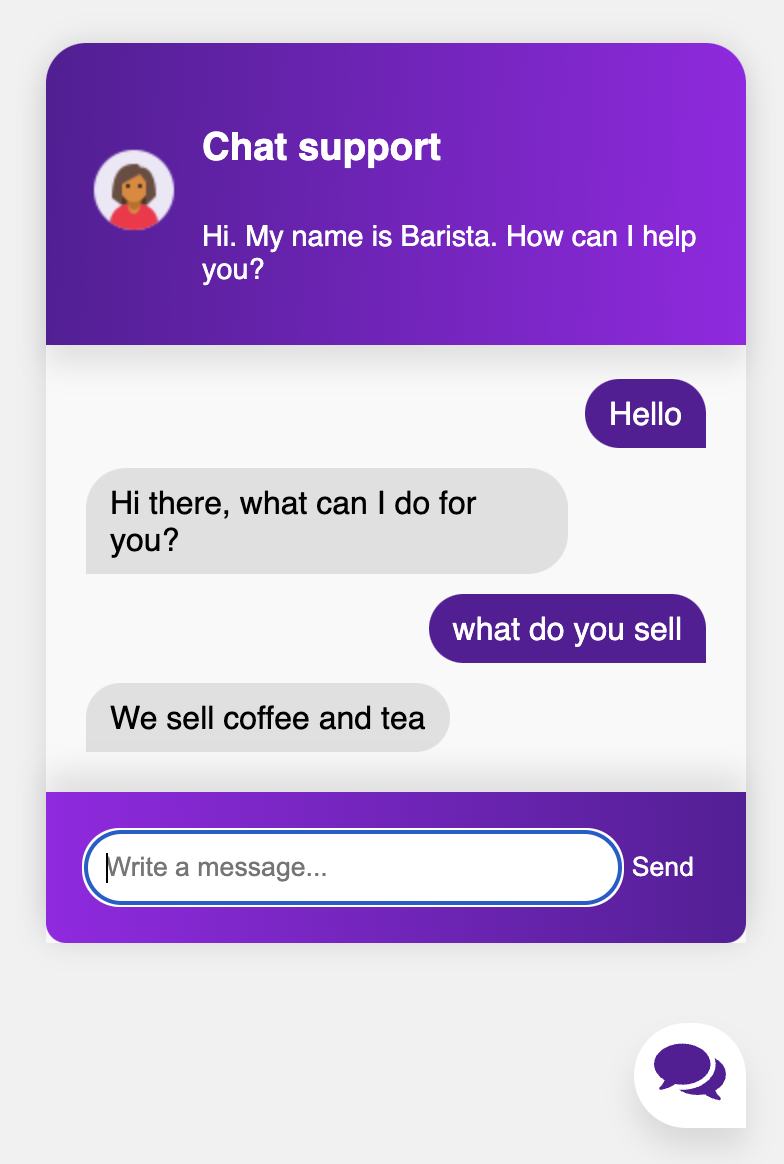 Chat support
Hi. My name is Barista. How can I help
you?
Hello
Hi there, what can I do for
you?
what do you sell
We sell coffee and tea
Write a message...
Send